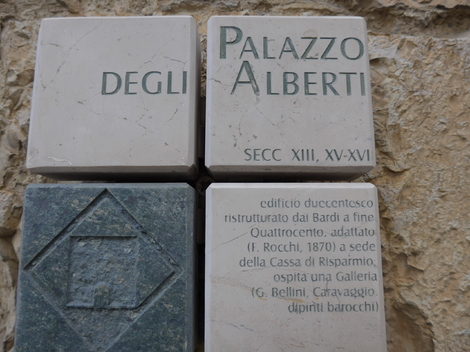 PALAZZO
DEGLI ALBERTI
SECC XIII, XV-XVI
edificio duecentesco
ristrutturato dai Bardi a fine
Quattrocento, adattato
(F. Rocchi, 1870) a sede
della Cassa di Risparmio,
ospita una Galleria
(G. Bellini, Caravaggio,
dipinti barocchi)